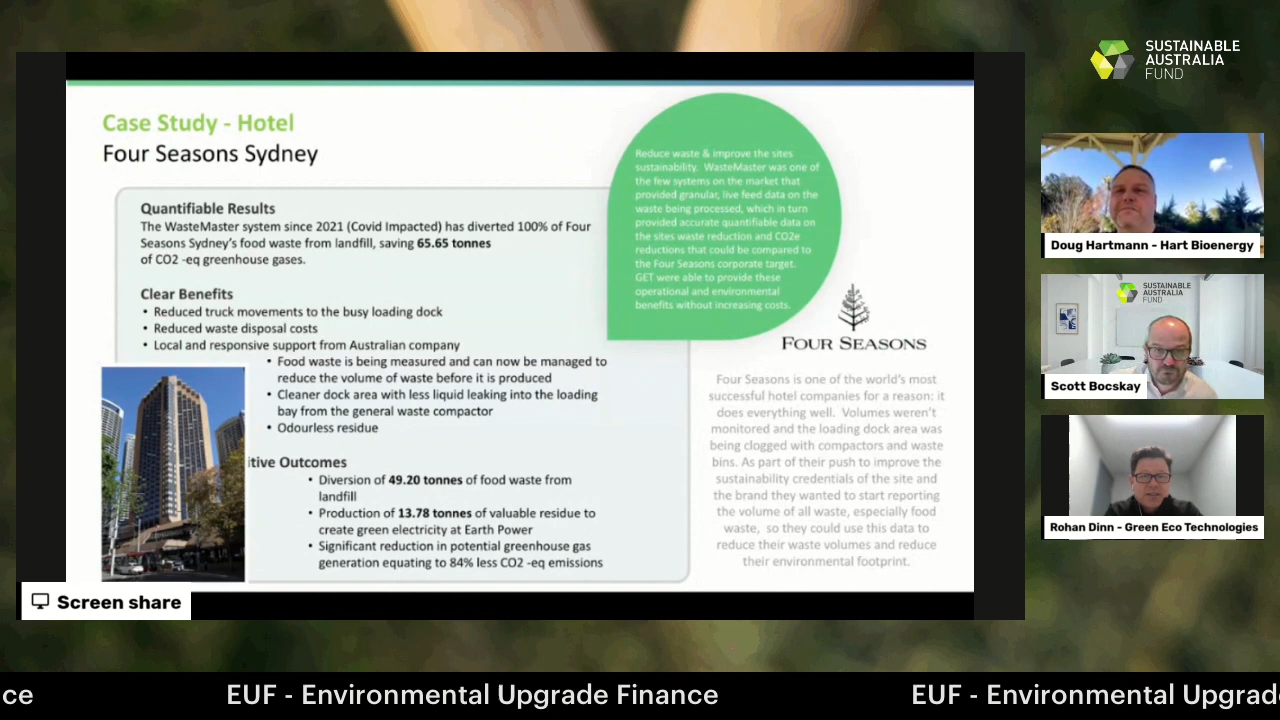 SUSTAINABLE
AUSTRALIA
FUND
Case Study - Hotel
Four Seasons Sydney
Quantifiable Results
The WasteMaster system since 2021 (Covid Impacted) has diverted 100% of Four
Seasons Sydney's food waste from landfill, saving 65.65 tonnes
of CO2 -eq greenhouse gases.
Clear Benefits
• Reduced truck movements to the busy loading dock
• Reduced waste disposal costs
• Local and responsive support from Australian company
• Food waste is being measured and can now be managed to
reduce the volume of waste before it is produced
• Cleaner dock area with less liquid leaking into the loading
bay from the general waste compactor
• Odourless residue
itive Outcomes
• Diversion of 49.20 tonnes of food waste from
landfill
• Production of 13.78 tonnes of valuable residue to
create green electricity at Earth Power
• Significant reduction in potential greenhouse gas
generation equating to 84% less CO2 -eq emissions
Reduce waste & improve the sites
sustainability. WasteMaster was one of
the few systems on the market that
provided granular, live feed data on the
waste being processed, which in turn
provided accurate quantifiable data on
the sites waste reduction and CO2e
reductions that could be compared to
the Four Seasons corporate target.
GET were able to provide these
operational and environmental
benefits without increasing costs.
FOUR SEASONS
Four Seasons is one of the world's most
successful hotel companies for a reason: it
does everything well. Volumes weren't
monitored and the loading dock area was
being clogged with compactors and waste
bins. As part of their push to improve the
sustainability credentials of the site and
the brand they wanted to start reporting
the volume of all waste, especially food
waste, so they could use this data to
reduce their waste volumes and reduce
their environmental footprint.
Doug Hartmann - Hart Bioenergy
SUSTAINABLE
AUSTRALIA
FUND
Scott Bocskay
Rohan Dinn - Green Eco Technologies
Screen share
ce EUF - Environmental Upgrade Finance EUF - Environmental Upgrad